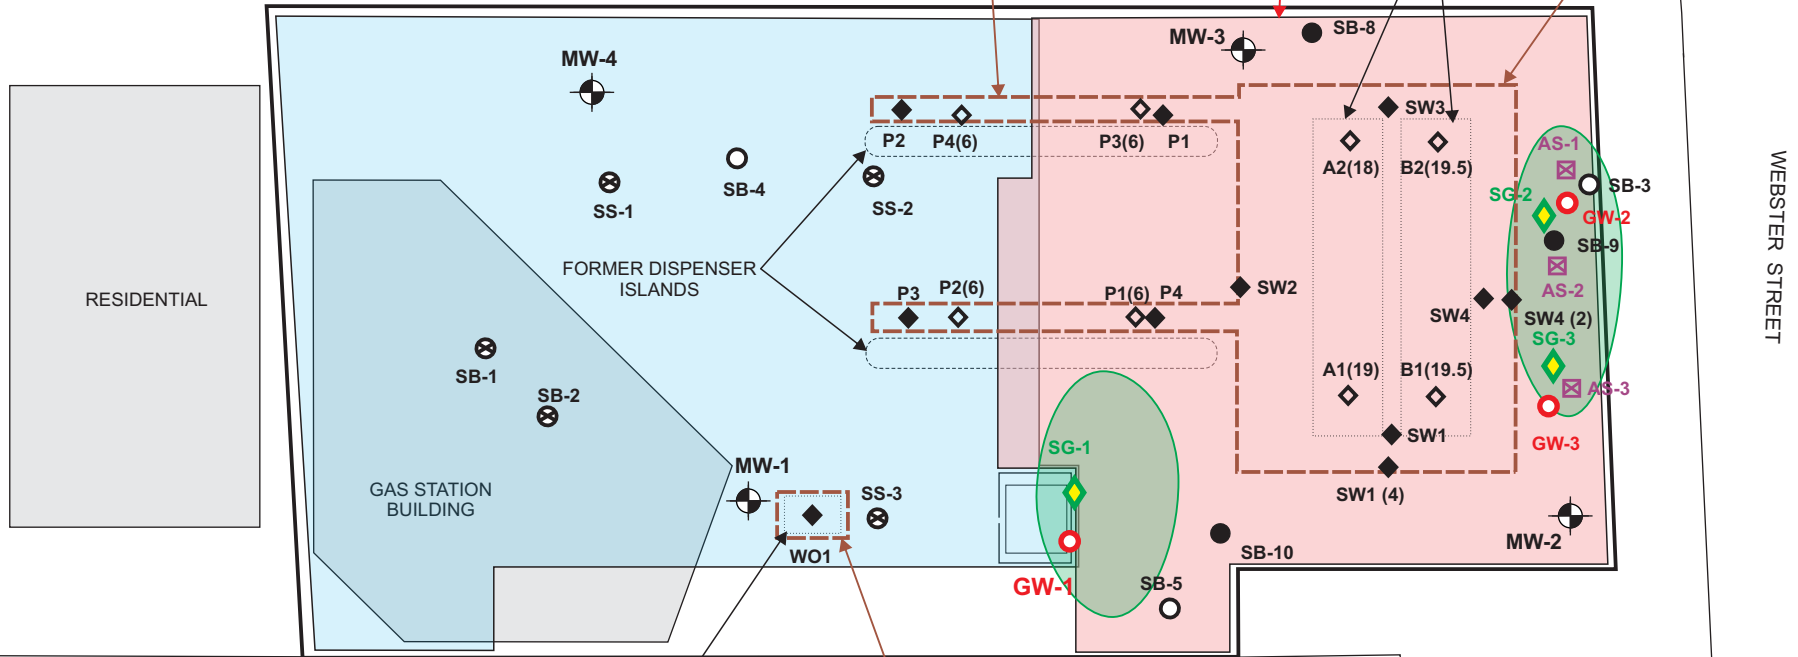 SB-8
MW-3
MW-4
SW3
P2
P4(6)
P3(6)
P1
A2(18)
B2(19.5)
AS-1
SB-4
SB-3
SS-1
SS-2
SG-2
GW-2
SB-9
WEBSTER STREET
FORMER DISPENSER
ISLANDS
RESIDENTIAL
P3
P2(6)
P1(6)
P4
SW2
AS-2
SW4
SW4 (2)
SG-3
SB-1
SB-2
A1(19)
B1(19.5)
AS-3
SW1
GW-3
SG-1
MW-1
GAS STATION
BUILDING
SS-3
SW1 (4)
MW-2
WO1
SB-10
GW-1
SB-5